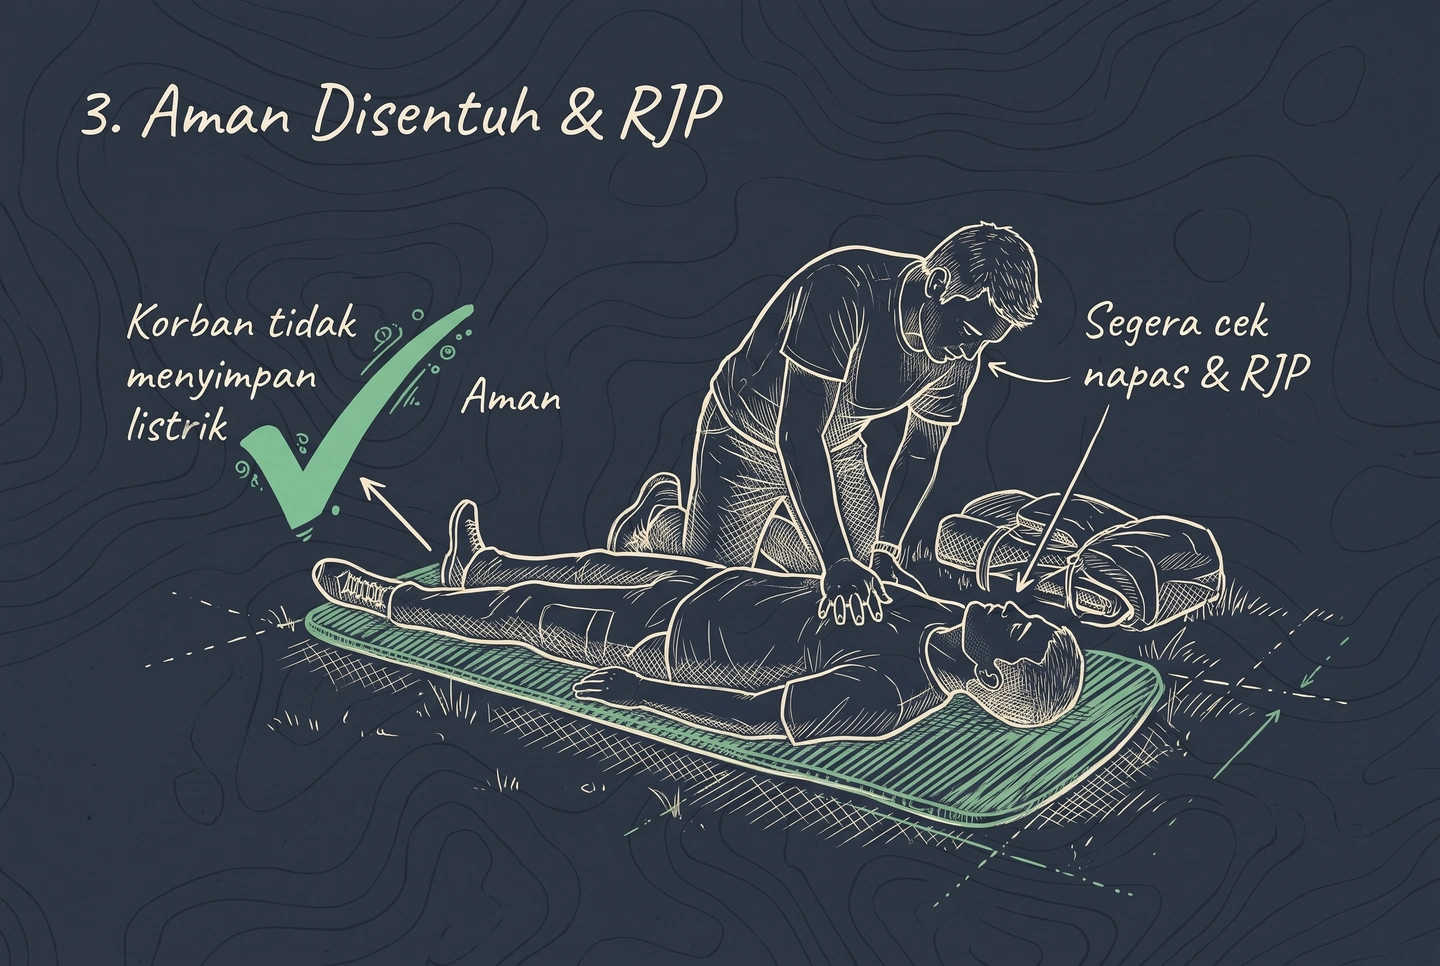 3. Aman Disentuh & RJP
Korban tidak
menyimpan
listrik
Aman
Segera cek
napas & RJP